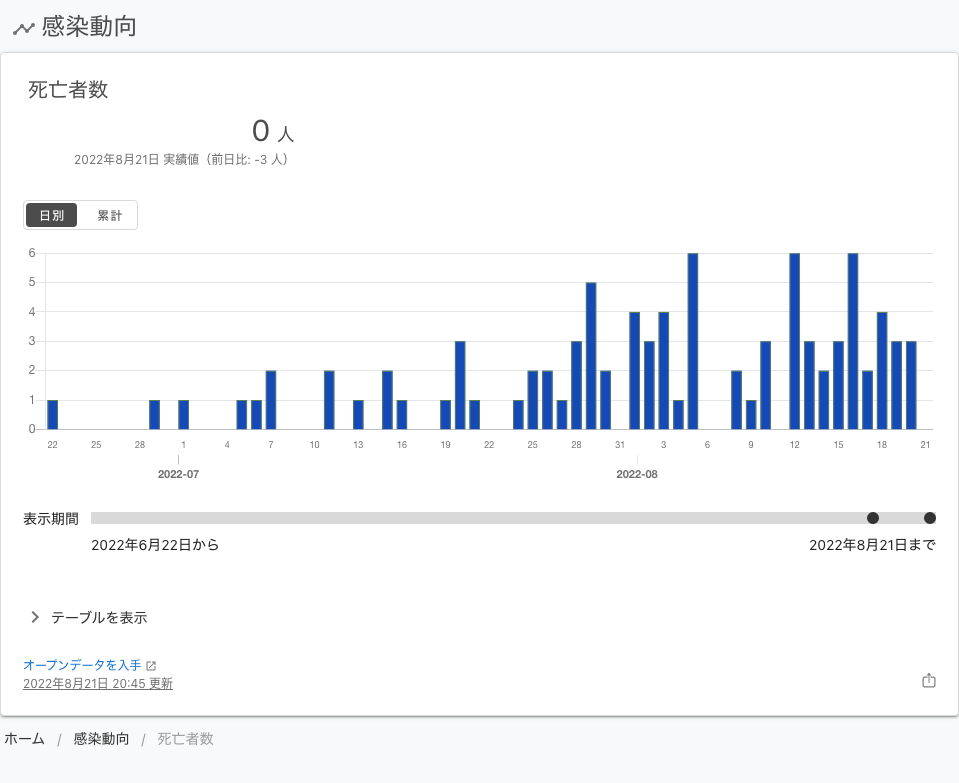 感染動向
死亡者数
0 人
2022年8月21日 実績値（前日比: -3 人）
日別 累計
6
5
4
3
2
1
0
22 25 28 1 4 7 10 13 16 19 22 25 28 31 3 6 9 12 15 18 21
2022-07 2022-08
表示期間
2022年6月22日から 2022年8月21日まで
テーブルを表示
オープンデータを入手
2022年8月21日 20:45 更新
ホーム / 感染動向 / 死亡者数